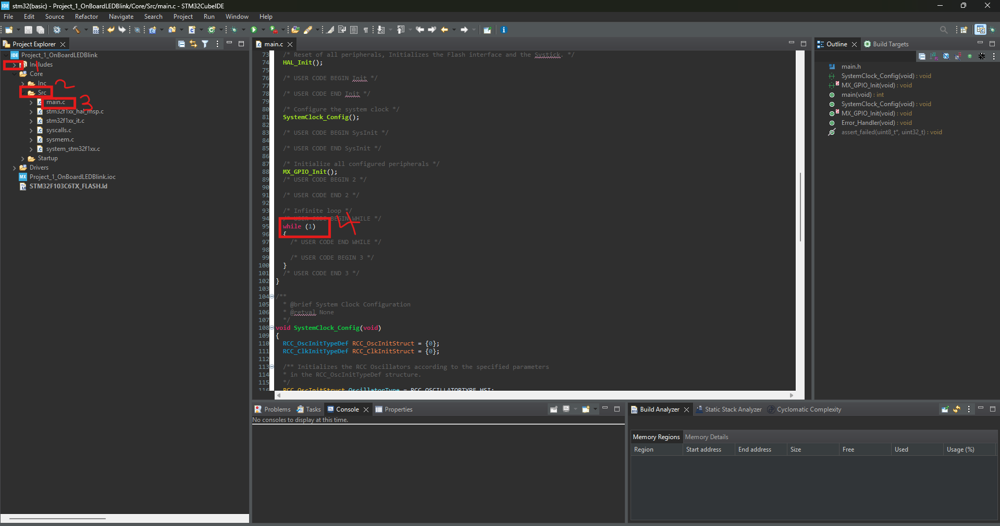 IDE stm32(basic) - Project_1_OnBoardLEDBlink/Core/Src/main.c - STM32CubeIDE
File Edit Source Refactor Navigate Search Project Run Window Help
Project Explorer
IDE Project_1_OnBoardLEDBlink
Includes 1
Core
Inc 2
Src
main.c 3
stm32f1xx_hal_msp.c
stm32f1xx_it.c
syscalls.c
sysmem.c
system_stm32f1xx.c
Startup
Drivers
MX Project_1_OnBoardLEDBlink.ioc
STM32F103C6TX_FLASH.ld
main.c
73 /* Reset of all peripherals, Initializes the Flash interface and the Systick. */
74 HAL_Init();
75
76 /* USER CODE BEGIN Init */
77
78 /* USER CODE END Init */
79
80 /* Configure the system clock */
81 SystemClock_Config();
82
83 /* USER CODE BEGIN SysInit */
84
85 /* USER CODE END SysInit */
86
87 /* Initialize all configured peripherals */
88 MX_GPIO_Init();
89 /* USER CODE BEGIN 2 */
90
91 /* USER CODE END 2 */
92
93 /* Infinite loop */
94 /* USER CODE BEGIN WHILE */
95 while (1) 4
96 {
97 /* USER CODE END WHILE */
98
99 /* USER CODE BEGIN 3 */
100 }
101 /* USER CODE END 3 */
102 }
103
104 /**
105 * @brief System Clock Configuration
106 * @retval None
107 */
108 void SystemClock_Config(void)
109 {
110 RCC_OscInitTypeDef RCC_OscInitStruct = {0};
111 RCC_ClkInitTypeDef RCC_ClkInitStruct = {0};
112
113 /** Initializes the RCC Oscillators according to the specified parameters
114 * in the RCC_OscInitTypeDef structure.
115 */
116 RCC_OscInitStruct.OscillatorType = RCC_OSCILLATORTYPE_HSI;
Outline Build Targets
main.h
SystemClock_Config(void) : void
MX_GPIO_Init(void) : void
main(void) : int
SystemClock_Config(void) : void
MX_GPIO_Init(void) : void
Error_Handler(void) : void
assert_failed(uint8_t*, uint32_t) : void
Problems Tasks Console Properties
No consoles to display at this time.
Build Analyzer Static Stack Analyzer Cyclomatic Complexity
Memory Regions Memory Details
Region Start address End address Size Free Used Usage (%)